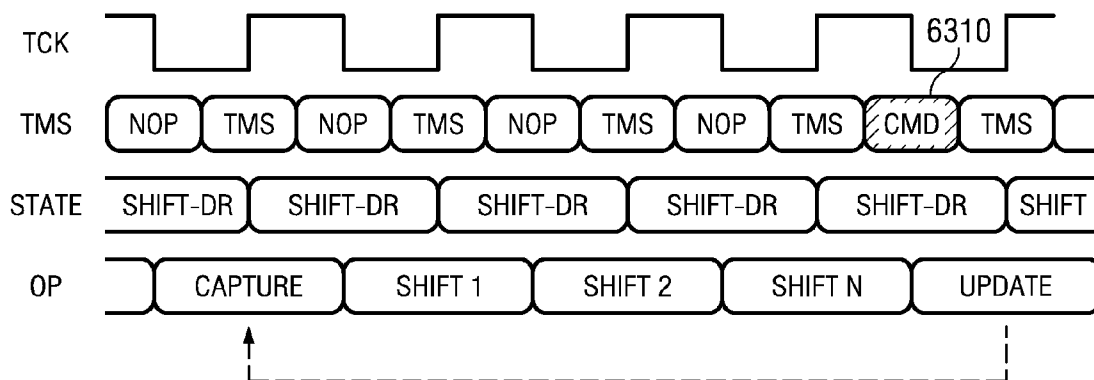 6310
TCK
TMS NOP TMS NOP TMS NOP TMS NOP TMS CMD TMS
STATE SHIFT-DR SHIFT-DR SHIFT-DR SHIFT-DR SHIFT-DR SHIFT
OP CAPTURE SHIFT 1 SHIFT 2 SHIFT N UPDATE